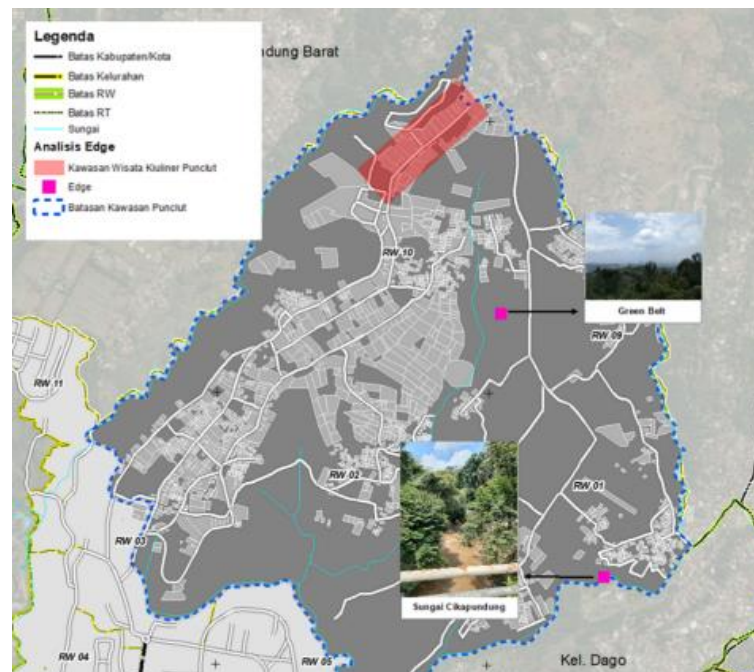 Legenda
Batas Kabupaten/Kota
Batas Kelurahan
Batas RW
Batas RT
Sungai
Analisis Edge
Kawasan Wisata Kluliner Punclut
Edge
Batasan Kawasan Punclut
ndung Barat
RW 10
Green Belt
RW 09
RW 11
RW 02
RW 01
RW 03
Sungai Cikapundung
RW 04
RW 05
Kel. Dago